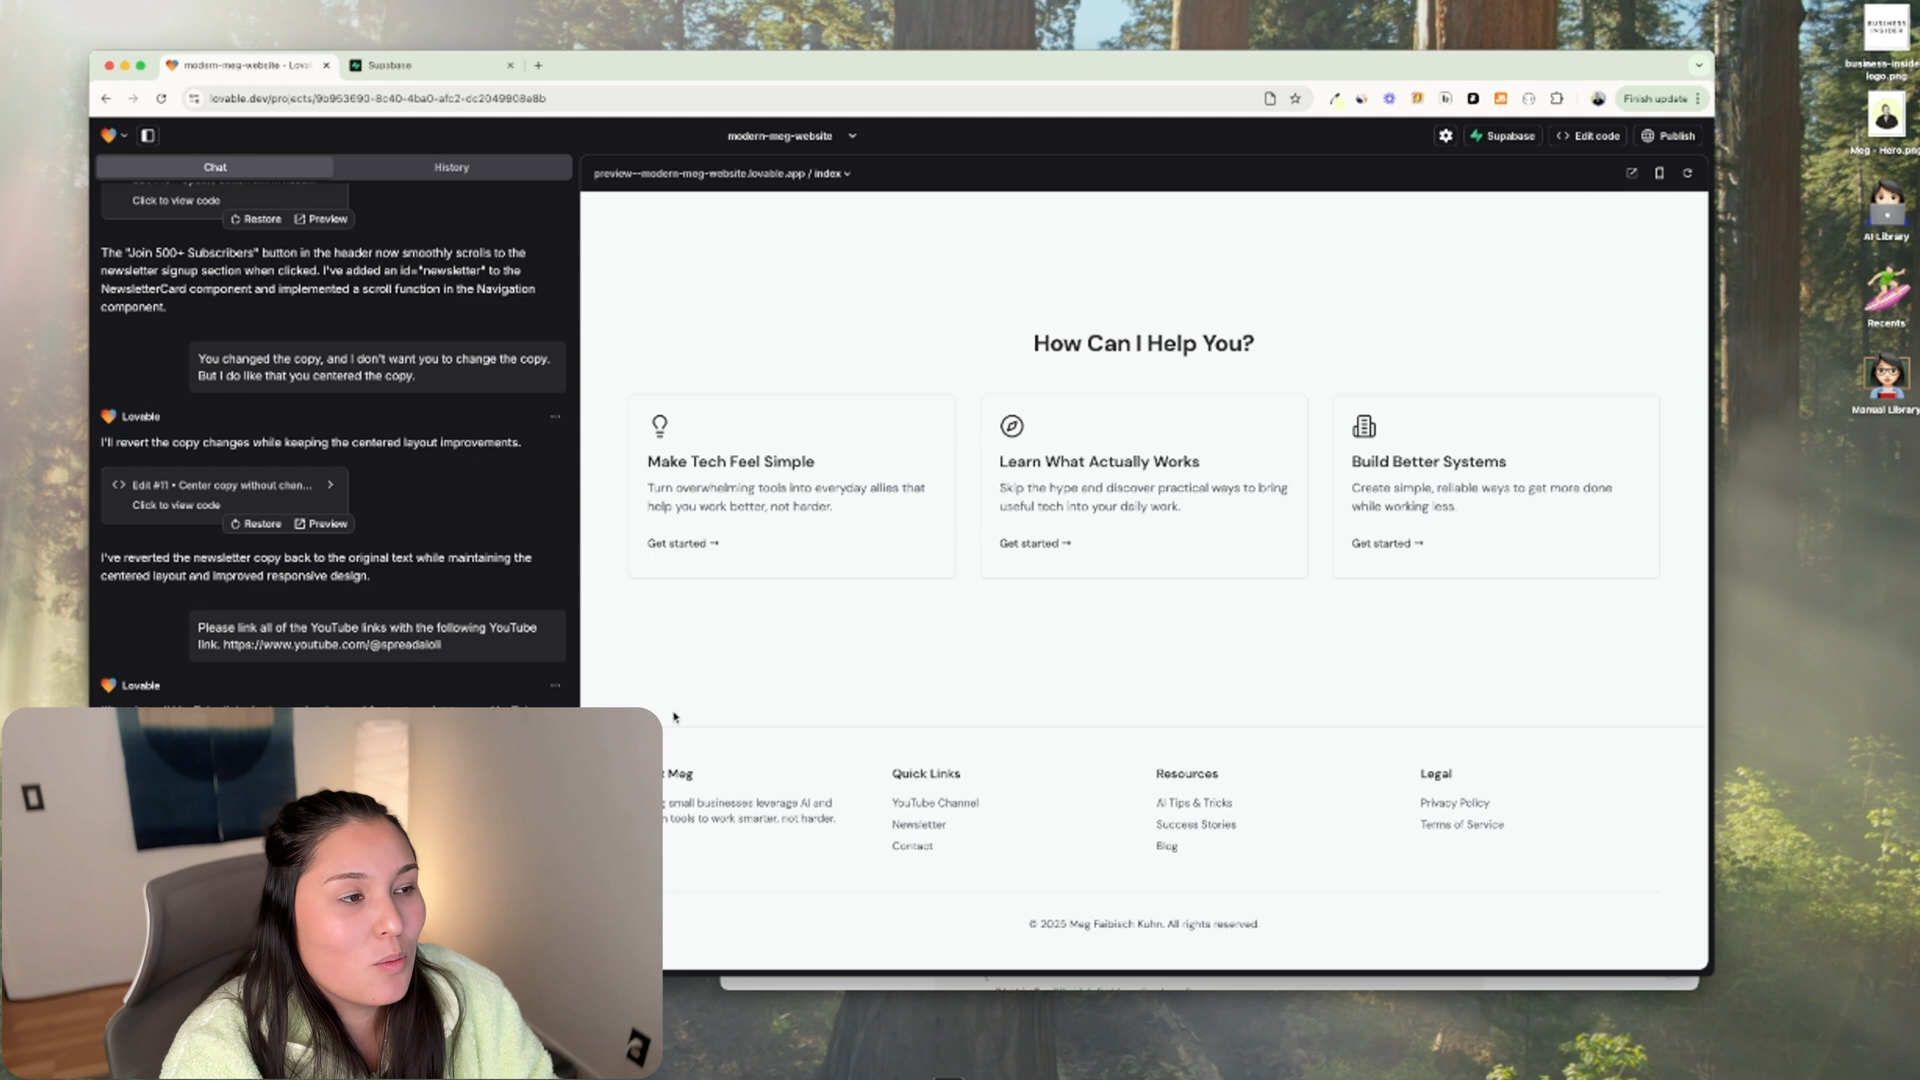 modern-meg-website - Lova
Supabase
lovable.dev/projects/9b953690-8c40-4ba0-afc2-dc2049908a8b
Finish update
modern-meg-website
Supabase
Edit code
Publish
Chat
History
preview--modern-meg-website.lovable.app / index
Click to view code
Restore
Preview
The "Join 500+ Subscribers" button in the header now smoothly scrolls to the
newsletter signup section when clicked. I've added an id="newsletter" to the
NewsletterCard component and implemented a scroll function in the Navigation
component.
You changed the copy, and I don't want you to change the copy.
But I do like that you centered the copy.
Lovable
I'll revert the copy changes while keeping the centered layout improvements.
Edit #11 • Center copy without chan...
Click to view code
Restore
Preview
I've reverted the newsletter copy back to the original text while maintaining the
centered layout and improved responsive design.
Please link all of the YouTube links with the following YouTube
link. https://www.youtube.com/@spreadaioli
Lovable
How Can I Help You?
Make Tech Feel Simple
Turn overwhelming tools into everyday allies that
help you work better, not harder.
Get started →
Learn What Actually Works
Skip the hype and discover practical ways to bring
useful tech into your daily work.
Get started →
Build Better Systems
Create simple, reliable ways to get more done
while working less.
Get started →
Meg
small businesses leverage AI and
tools to work smarter, not harder.
Quick Links
YouTube Channel
Newsletter
Contact
Resources
AI Tips & Tricks
Success Stories
Blog
Legal
Privacy Policy
Terms of Service
© 2025 Meg Faibisch Kuhn. All rights reserved.
BUSINESS
INSIDER
business-inside
logo.png
Meg - Hero.png
AI Library
Recents
Manual Library